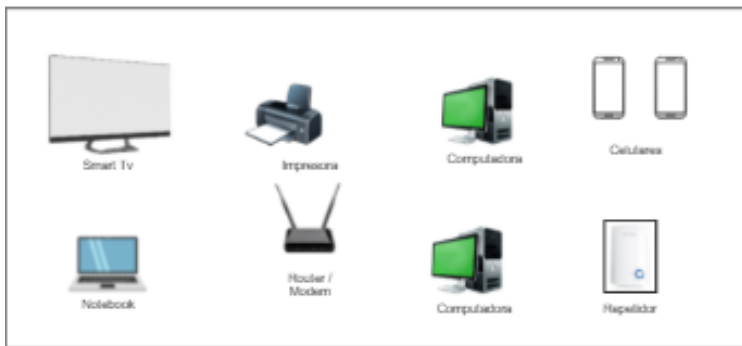 Smart Tv
Impresora
Computadora
Celulares
Notebook
Router /
Modem
Computadora
Repetidor